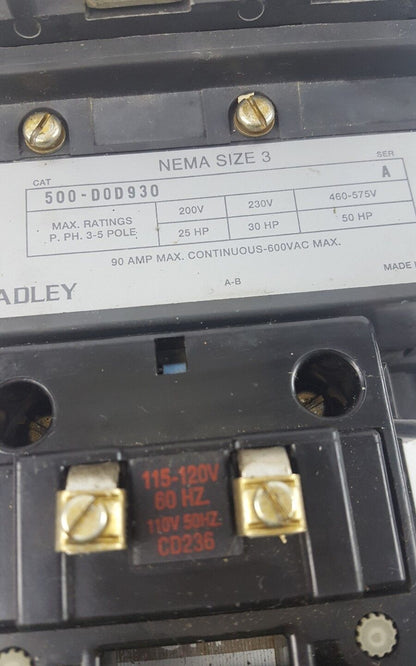 NEMA SIZE 3
CAT SER
500-D0D930 A
MAX. RATINGS 200V 230V 460-575V
P. PH. 3-5 POLE 25 HP 30 HP 50 HP
90 AMP MAX. CONTINUOUS-600VAC MAX.
ADLEY A-B MADE
115-120V
60 HZ.
110V 50HZ.
CD236